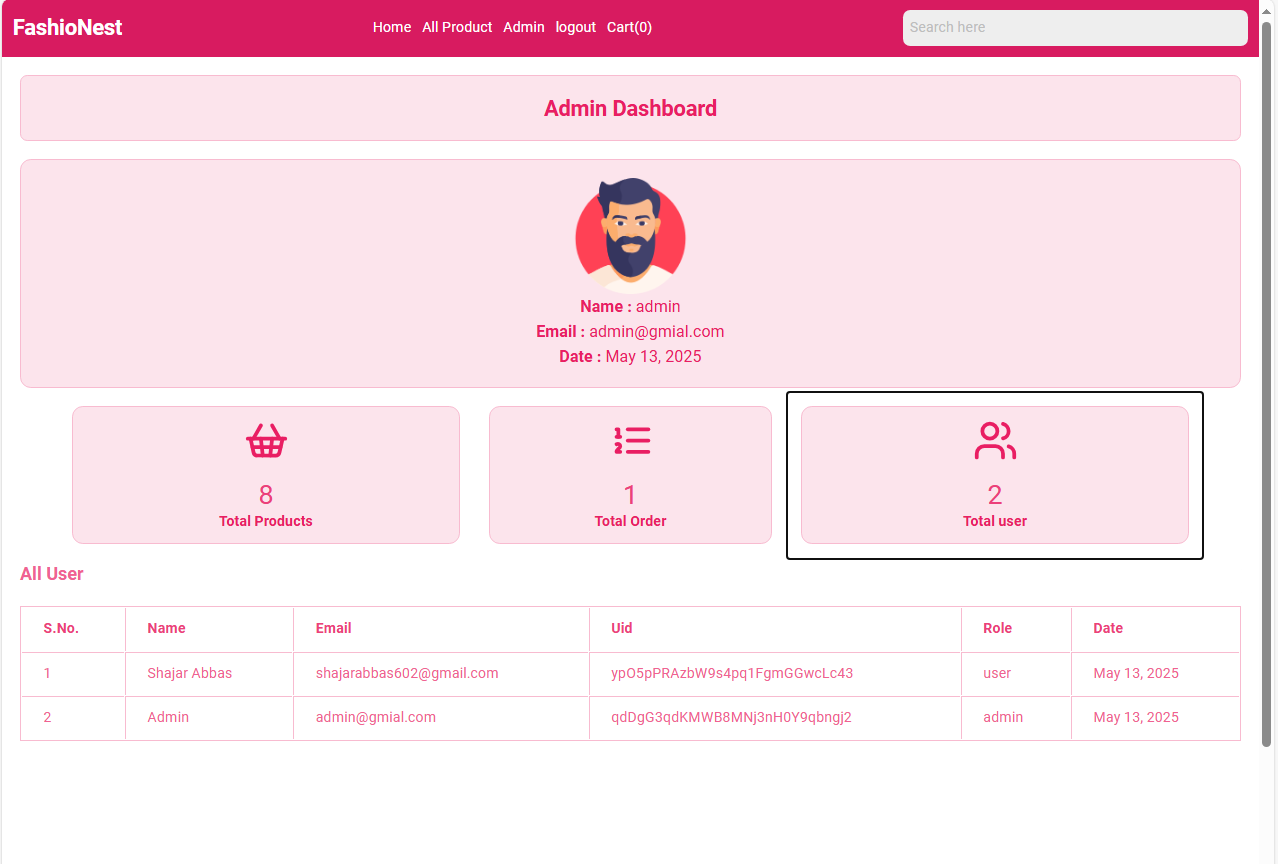 FashioNest Home All Product Admin logout Cart(0) Search here
Admin Dashboard
Name : admin
Email : admin@gmial.com
Date : May 13, 2025
8
Total Products
1
Total Order
2
Total user
All User
S.No. Name Email Uid Role Date
1 Shajar Abbas shajarabbas602@gmail.com ypO5pPRAzbW9s4pq1FgmGGwcLc43 user May 13, 2025
2 Admin admin@gmial.com qdDgG3qdKMWB8MNj3nH0Y9qbngj2 admin May 13, 2025